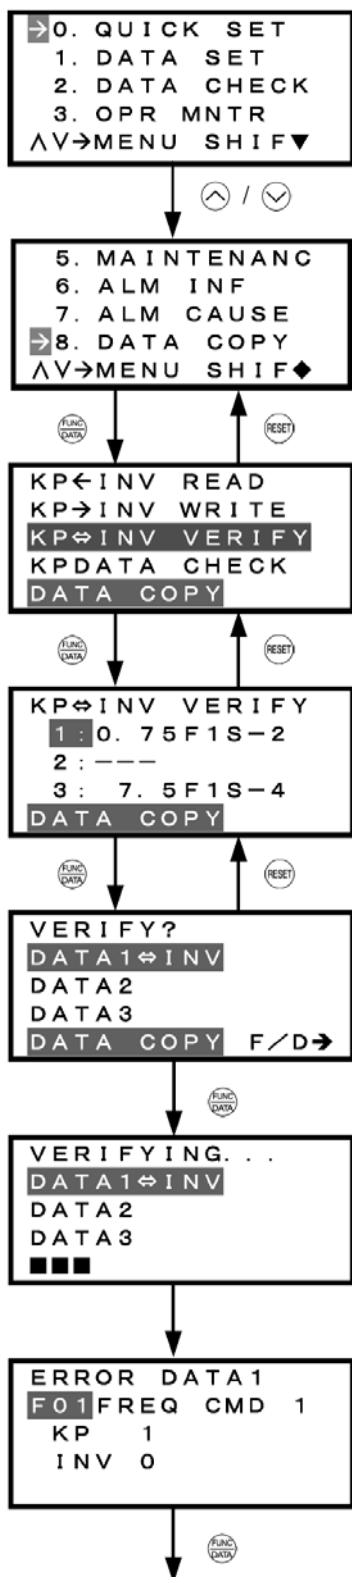 →0. QUICK SET
1. DATA SET
2. DATA CHECK
3. OPR MNTR
∧∨→MENU SHIF▼
/
5. MAINTENANC
6. ALM INF
7. ALM CAUSE
→8. DATA COPY
∧∨→MENU SHIF◆
FUNC
DATA
RESET
KP←INV READ
KP→INV WRITE
KP⇔INV VERIFY
KPDATA CHECK
DATA COPY
FUNC
DATA
RESET
KP⇔INV VERIFY
1:0.75F1S-2
2:---
3: 7.5F1S-4
DATA COPY
FUNC
DATA
RESET
VERIFY?
DATA1⇔INV
DATA2
DATA3
DATA COPY F/D→
FUNC
DATA
VERIFYING...
DATA1⇔INV
DATA2
DATA3
■■■
ERROR DATA1
F01FREQ CMD 1
KP 1
INV 0
FUNC
DATA